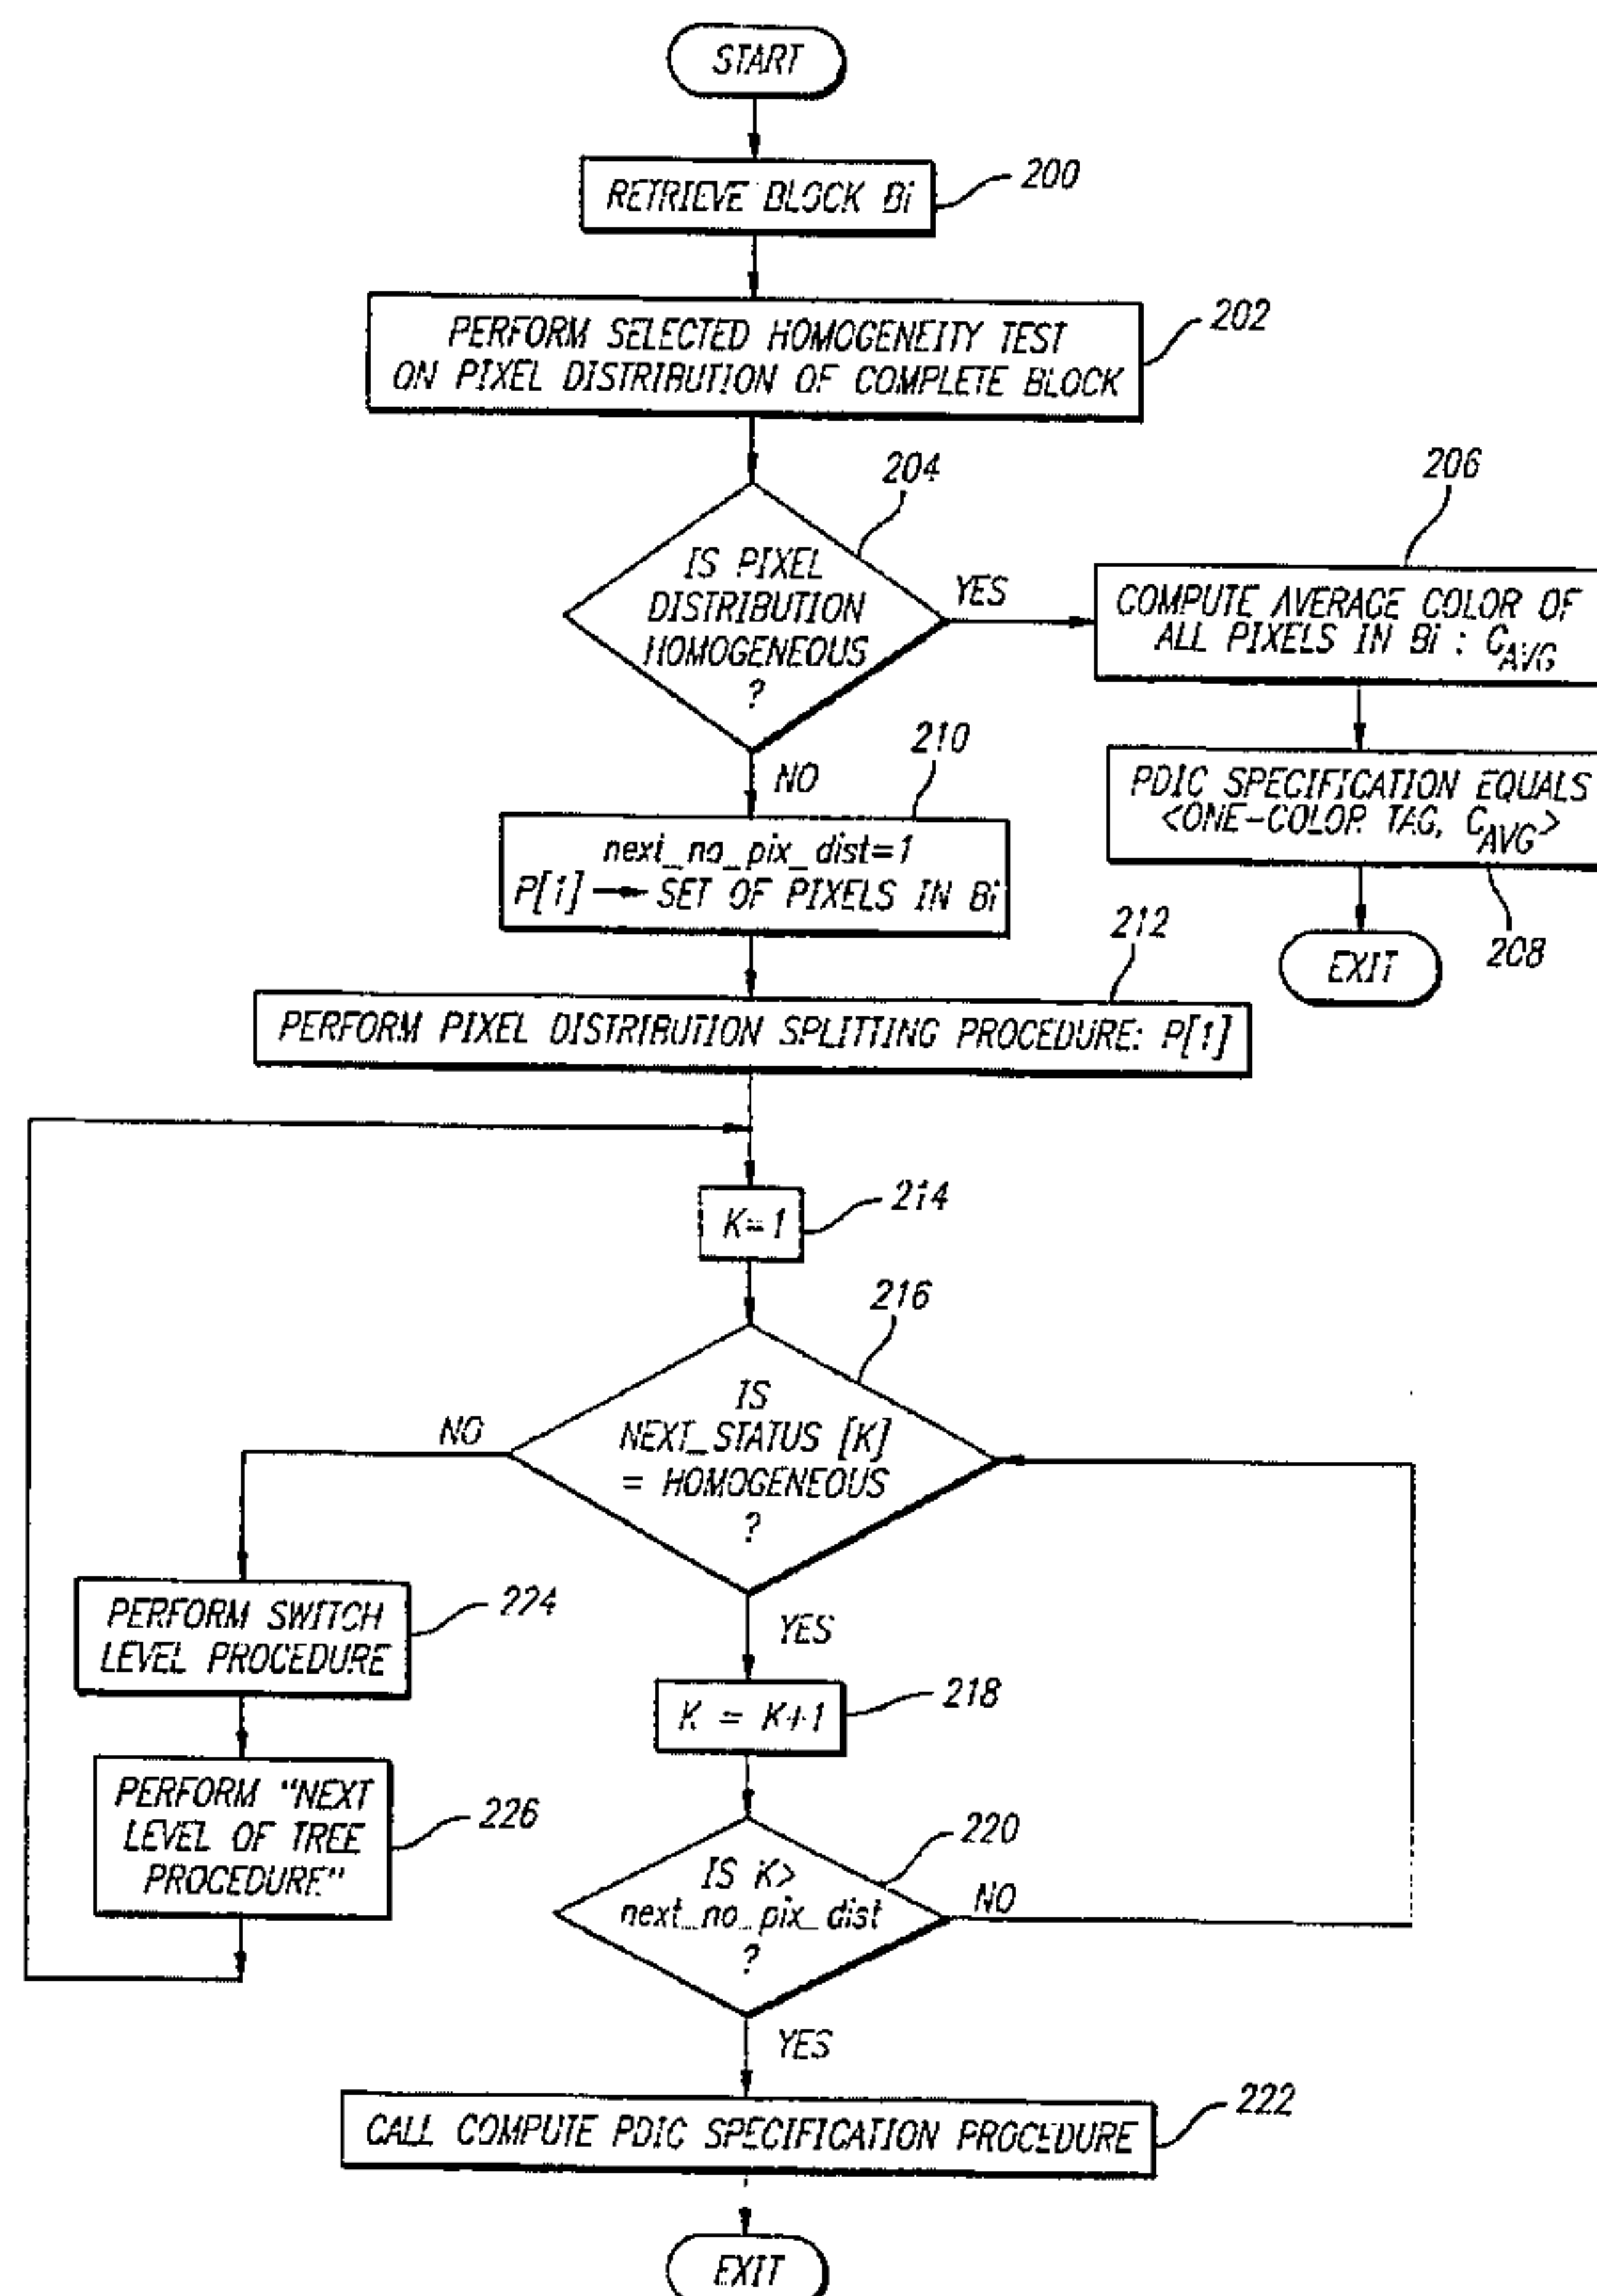 START
RETRIEVE BLOCK Bi
200
PERFORM SELECTED HOMOGENEITY TEST
ON PIXEL DISTRIBUTION OF COMPLETE BLOCK
202
204
IS PIXEL
DISTRIBUTION
HOMOGENEOUS
?
YES
206
COMPUTE AVERAGE COLOR OF
ALL PIXELS IN Bi : CAVG
NO
210
PDIC SPECIFICATION EQUALS
<ONE-COLOR TAG, CAVG>
208
EXIT
next_no_pix_dist=1
P[1] → SET OF PIXELS IN Bi
212
PERFORM PIXEL DISTRIBUTION SPLITTING PROCEDURE: P[1]
K=1
214
216
IS
NEXT_STATUS [K]
= HOMOGENEOUS
?
NO
YES
PERFORM SWITCH
LEVEL PROCEDURE
224
K = K+1
218
PERFORM "NEXT
LEVEL OF TREE
PROCEDURE"
226
220
IS K>
next_no_pix_dist
?
NO
YES
CALL COMPUTE PDIC SPECIFICATION PROCEDURE
222
EXIT